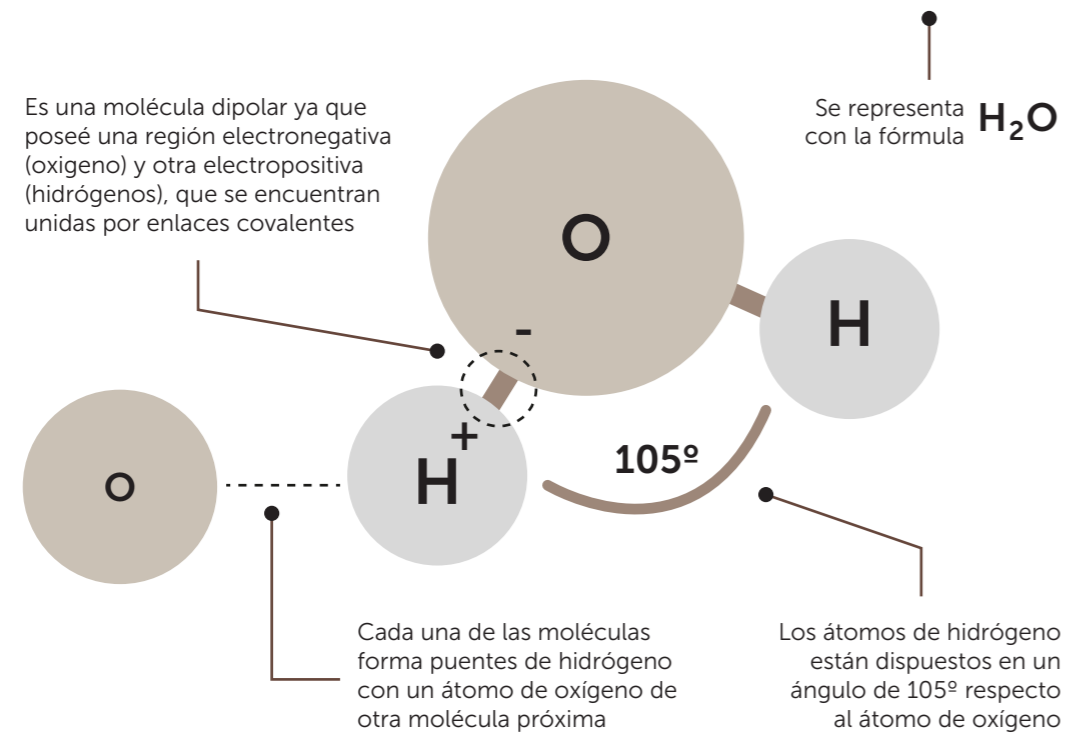 Es una molécula dipolar ya que
poseé una región electronegativa
(oxigeno) y otra electropositiva
(hidrógenos), que se encuentran
unidas por enlaces covalentes
Se representa
con la fórmula
H₂O
O
H
-
+
H
O
105º
Cada una de las moléculas
forma puentes de hidrógeno
con un átomo de oxígeno de
otra molécula próxima
Los átomos de hidrógeno
están dispuestos en un
ángulo de 105º respecto
al átomo de oxígeno